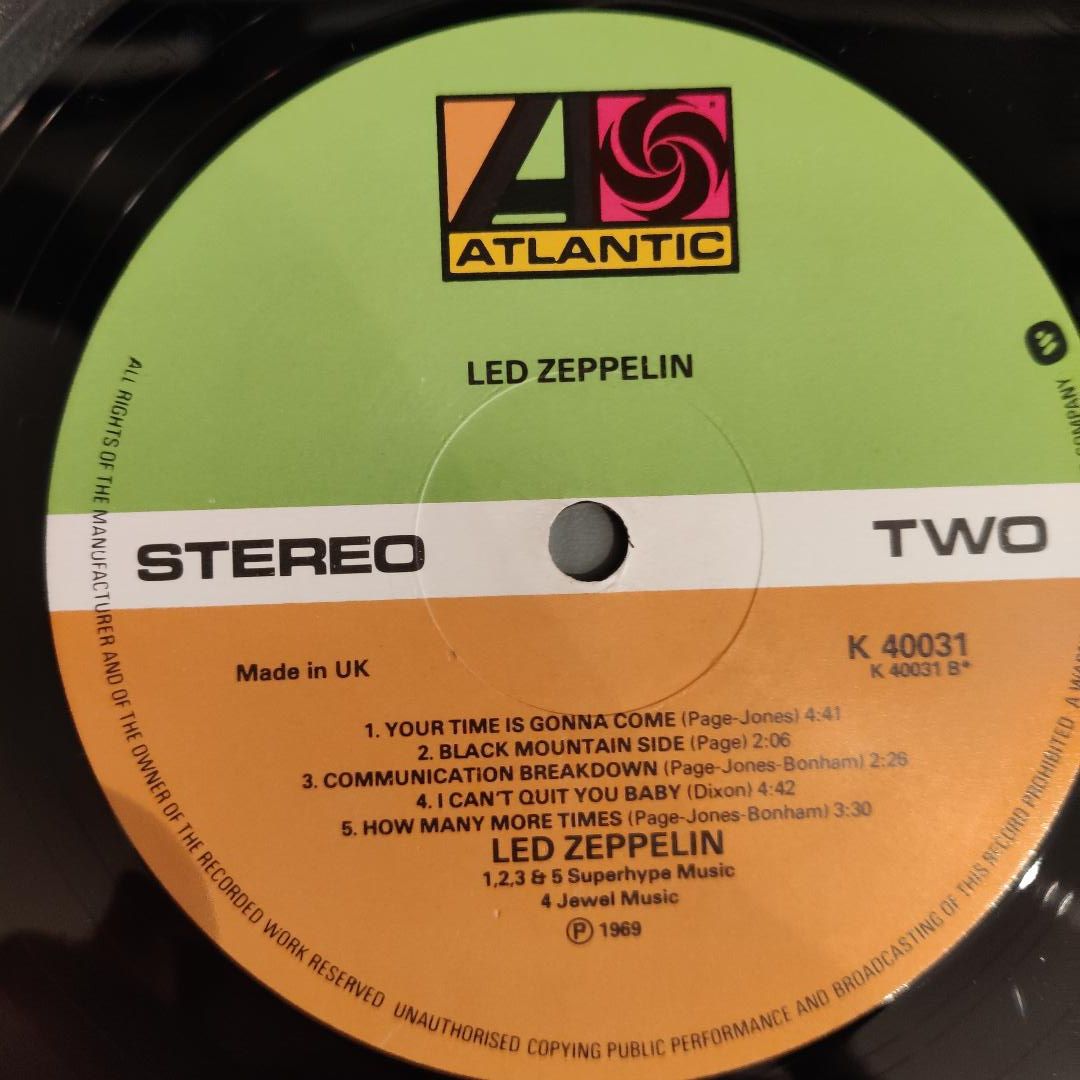 ATLANTIC
LED ZEPPELIN
STEREO
TWO
Made in UK
K 40031
K 40031 B*
1. YOUR TIME IS GONNA COME (Page-Jones) 4:41
2. BLACK MOUNTAIN SIDE (Page) 2:06
3. COMMUNICATION BREAKDOWN (Page-Jones-Bonham) 2:26
4. I CAN'T QUIT YOU BABY (Dixon) 4:42
5. HOW MANY MORE TIMES (Page-Jones-Bonham) 3:30
LED ZEPPELIN
1,2,3 & 5 Superhype Music
4 Jewel Music
Ⓟ 1969
ALL RIGHTS OF THE MANUFACTURER AND OF THE OWNER OF THE RECORDED WORK RESERVED UNAUTHORISED COPYING PUBLIC PERFORMANCE AND BROADCASTING OF THIS RECORD PROHIBITED A COMPANY